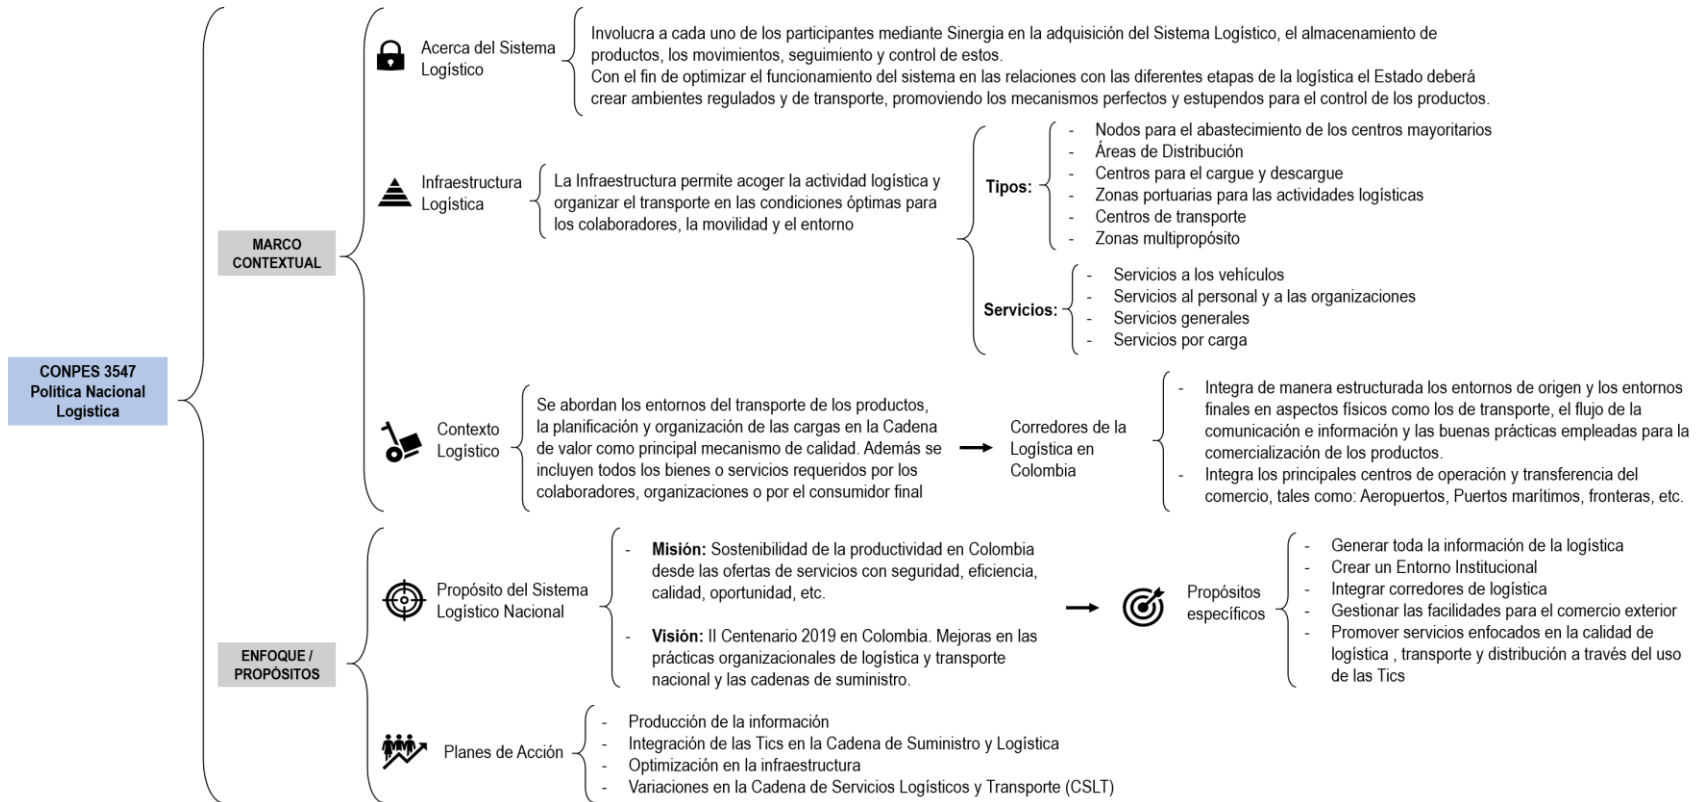 CONPES 3547
Política Nacional
Logistica
MARCO
CONTEXTUAL
Acerca del Sistema
Logístico
Involucra a cada uno de los participantes mediante Sinergia en la adquisición del Sistema Logístico, el almacenamiento de
productos, los movimientos, seguimiento y control de estos.
Con el fin de optimizar el funcionamiento del sistema en las relaciones con las diferentes etapas de la logística el Estado deberá
crear ambientes regulados y de transporte, promoviendo los mecanismos perfectos y estupendos para el control de los productos.
Infraestructura
Logística
La Infraestructura permite acoger la actividad logística y
organizar el transporte en las condiciones óptimas para
los colaboradores, la movilidad y el entorno
Tipos:
- Nodos para el abastecimiento de los centros mayoritarios
- Áreas de Distribución
- Centros para el cargue y descargue
- Zonas portuarias para las actividades logísticas
- Centros de transporte
- Zonas multipropósito
Servicios:
- Servicios a los vehículos
- Servicios al personal y a las organizaciones
- Servicios generales
- Servicios por carga
Contexto
Logístico
Se abordan los entornos del transporte de los productos,
la planificación y organización de las cargas en la Cadena
de valor como principal mecanismo de calidad. Además se
incluyen todos los bienes o servicios requeridos por los
colaboradores, organizaciones o por el consumidor final
Corredores de la
Logística en
Colombia
- Integra de manera estructurada los entornos de origen y los entornos
finales en aspectos físicos como los de transporte, el flujo de la
comunicación e información y las buenas prácticas empleadas para la
comercialización de los productos.
- Integra los principales centros de operación y transferencia del
comercio, tales como: Aeropuertos, Puertos marítimos, fronteras, etc.
ENFOQUE /
PROPÓSITOS
Propósito del Sistema
Logístico Nacional
- Misión: Sostenibilidad de la productividad en Colombia
desde las ofertas de servicios con seguridad, eficiencia,
calidad, oportunidad, etc.
- Visión: II Centenario 2019 en Colombia. Mejoras en las
prácticas organizacionales de logística y transporte
nacional y las cadenas de suministro.
Propósitos
específicos
- Generar toda la información de la logística
- Crear un Entorno Institucional
- Integrar corredores de logística
- Gestionar las facilidades para el comercio exterior
- Promover servicios enfocados en la calidad de
logística , transporte y distribución a través del uso
de las Tics
Planes de Acción
- Producción de la información
- Integración de las Tics en la Cadena de Suministro y Logística
- Optimización en la infraestructura
- Variaciones en la Cadena de Servicios Logísticos y Transporte (CSLT)